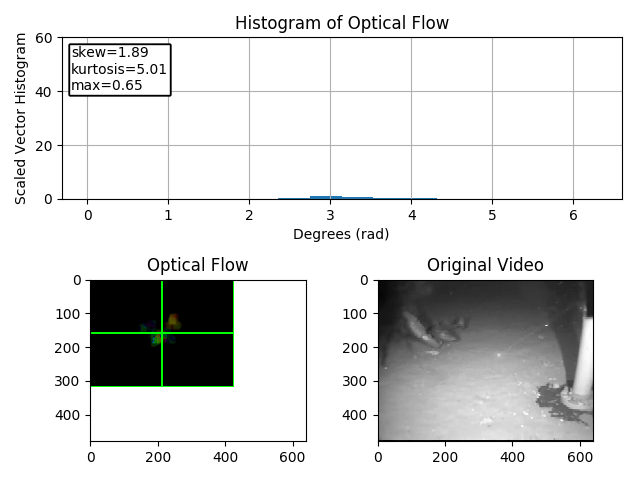 Histogram of Optical Flow
Scaled Vector Histogram
60
40
20
0
skew=1.89
kurtosis=5.01
max=0.65
0 1 2 3 4 5 6
Degrees (rad)
Optical Flow
0
100
200
300
400
0 200 400 600
Original Video
0
100
200
300
400
0 200 400 600